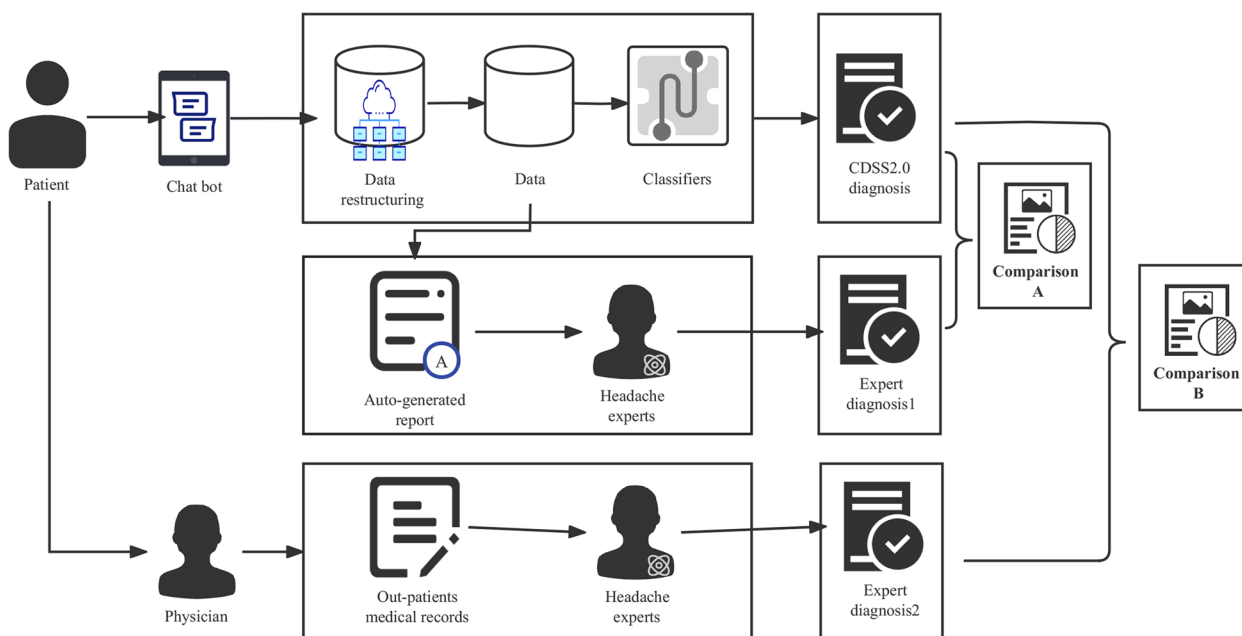 Patient
Chat bot
Data
restructuring
Data
Classifiers
CDSS2.0
diagnosis
Comparison
A
A
Auto-generated
report
Headache
experts
Expert
diagnosis1
Comparison
B
Physician
Out-patients
medical records
Headache
experts
Expert
diagnosis2